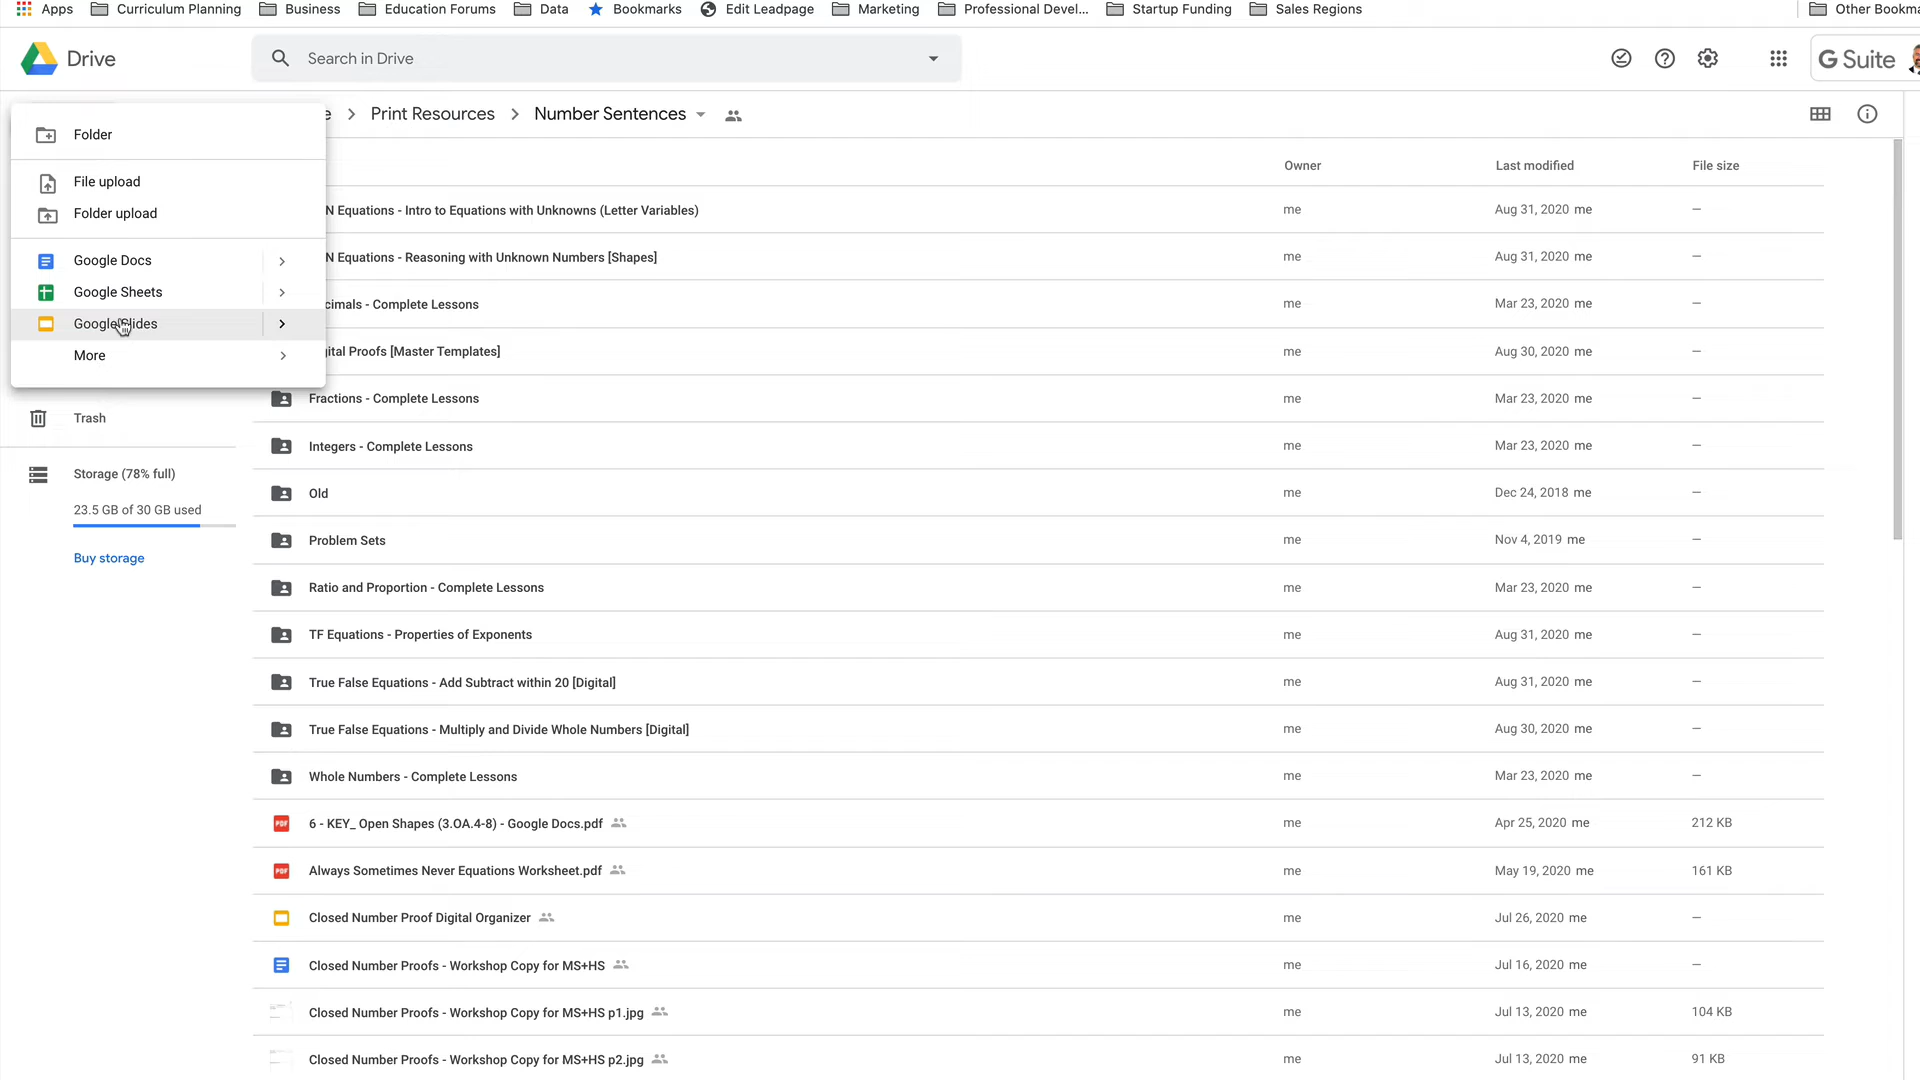 Apps Curriculum Planning Business Education Forums Data Bookmarks Edit Leadpage Marketing Professional Devel... Startup Funding Sales Regions Other Bookma
Drive Search in Drive G Suite
e > Print Resources > Number Sentences
Folder
File upload
Folder upload
Google Docs
Google Sheets
Google Slides
More
Trash
Storage (78% full)
23.5 GB of 30 GB used
Buy storage
Owner Last modified File size
N Equations - Intro to Equations with Unknowns (Letter Variables) me Aug 31, 2020 me –
N Equations - Reasoning with Unknown Numbers [Shapes] me Aug 31, 2020 me –
cimals - Complete Lessons me Mar 23, 2020 me –
gital Proofs [Master Templates] me Aug 30, 2020 me –
Fractions - Complete Lessons me Mar 23, 2020 me –
Integers - Complete Lessons me Mar 23, 2020 me –
Old me Dec 24, 2018 me –
Problem Sets me Nov 4, 2019 me –
Ratio and Proportion - Complete Lessons me Mar 23, 2020 me –
TF Equations - Properties of Exponents me Aug 31, 2020 me –
True False Equations - Add Subtract within 20 [Digital] me Aug 31, 2020 me –
True False Equations - Multiply and Divide Whole Numbers [Digital] me Aug 30, 2020 me –
Whole Numbers - Complete Lessons me Mar 23, 2020 me –
PDF 6 - KEY_ Open Shapes (3.OA.4-8) - Google Docs.pdf me Apr 25, 2020 me 212 KB
PDF Always Sometimes Never Equations Worksheet.pdf me May 19, 2020 me 161 KB
Closed Number Proof Digital Organizer me Jul 26, 2020 me –
Closed Number Proofs - Workshop Copy for MS+HS me Jul 16, 2020 me –
Closed Number Proofs - Workshop Copy for MS+HS p1.jpg me Jul 13, 2020 me 104 KB
Closed Number Proofs - Workshop Copy for MS+HS p2.jpg me Jul 13, 2020 me 91 KB